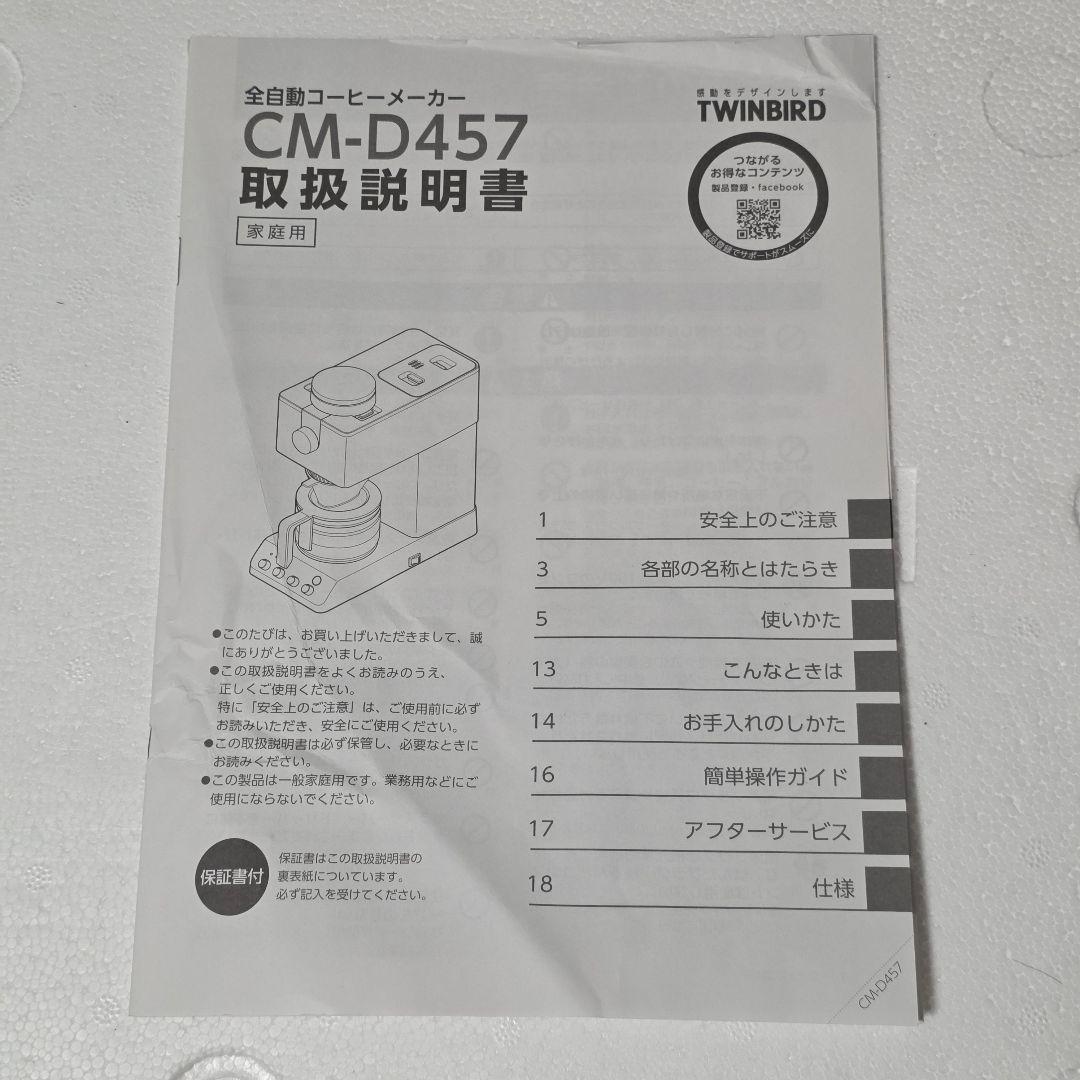 全自動コーヒーメーカー
CM-D457
取扱説明書
家庭用
感動をデザインします
TWINBIRD
つながる
お得なコンテンツ
製品登録・facebook
製品登録でサポートがスムーズに
●このたびは、お買い上げいただきまして、誠
にありがとうございました。
●この取扱説明書をよくお読みのうえ、
正しくご使用ください。
特に「安全上のご注意」は、ご使用前に必ず
お読みいただき、安全にご使用ください。
●この取扱説明書は必ず保管し、必要なときに
お読みください。
●この製品は一般家庭用です。業務用などにご
使用にならないでください。
保証書付
保証書はこの取扱説明書の
裏表紙についています。
必ず記入を受けてください。
1 安全上のご注意
3 各部の名称とはたらき
5 使いかた
13 こんなときは
14 お手入れのしかた
16 簡単操作ガイド
17 アフターサービス
18 仕様
CM-D457